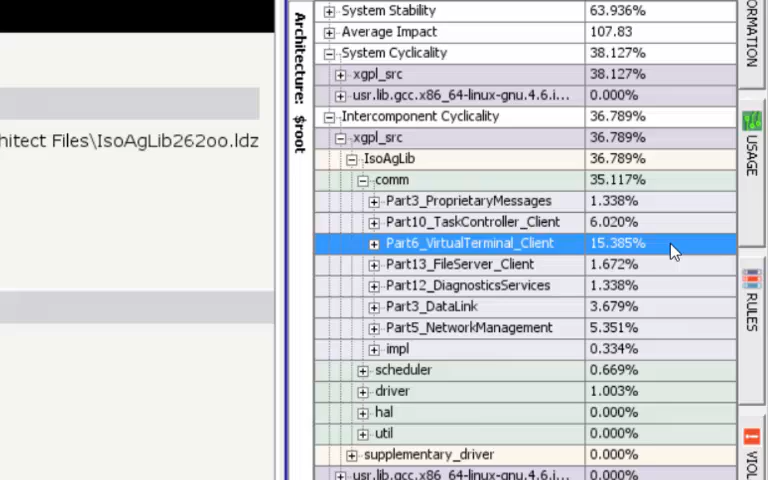 System Stability 63.936%
Average Impact 107.83
System Cyclicality 38.127%
xgpl_src 38.127%
usr.lib.gcc.x86_64-linux-gnu.4.6.i... 0.000%
Intercomponent Cyclicality 36.789%
xgpl_src 36.789%
IsoAgLib 36.789%
comm 35.117%
Part3_ProprietaryMessages 1.338%
Part10_TaskController_Client 6.020%
Part6_VirtualTerminal_Client 15.385%
Part13_FileServer_Client 1.672%
Part12_DiagnosticsServices 1.338%
Part3_DataLink 3.679%
Part5_NetworkManagement 5.351%
impl 0.334%
scheduler 0.669%
driver 1.003%
hal 0.000%
util 0.000%
supplementary_driver 0.000%
usr.lib.gcc.x86_64-linux-gnu.4.6.i... 0.000%
hitect Files\IsoAgLib262oo.ldz
Architecture: $root
ORMATION
USAGE
RULES
VIOL